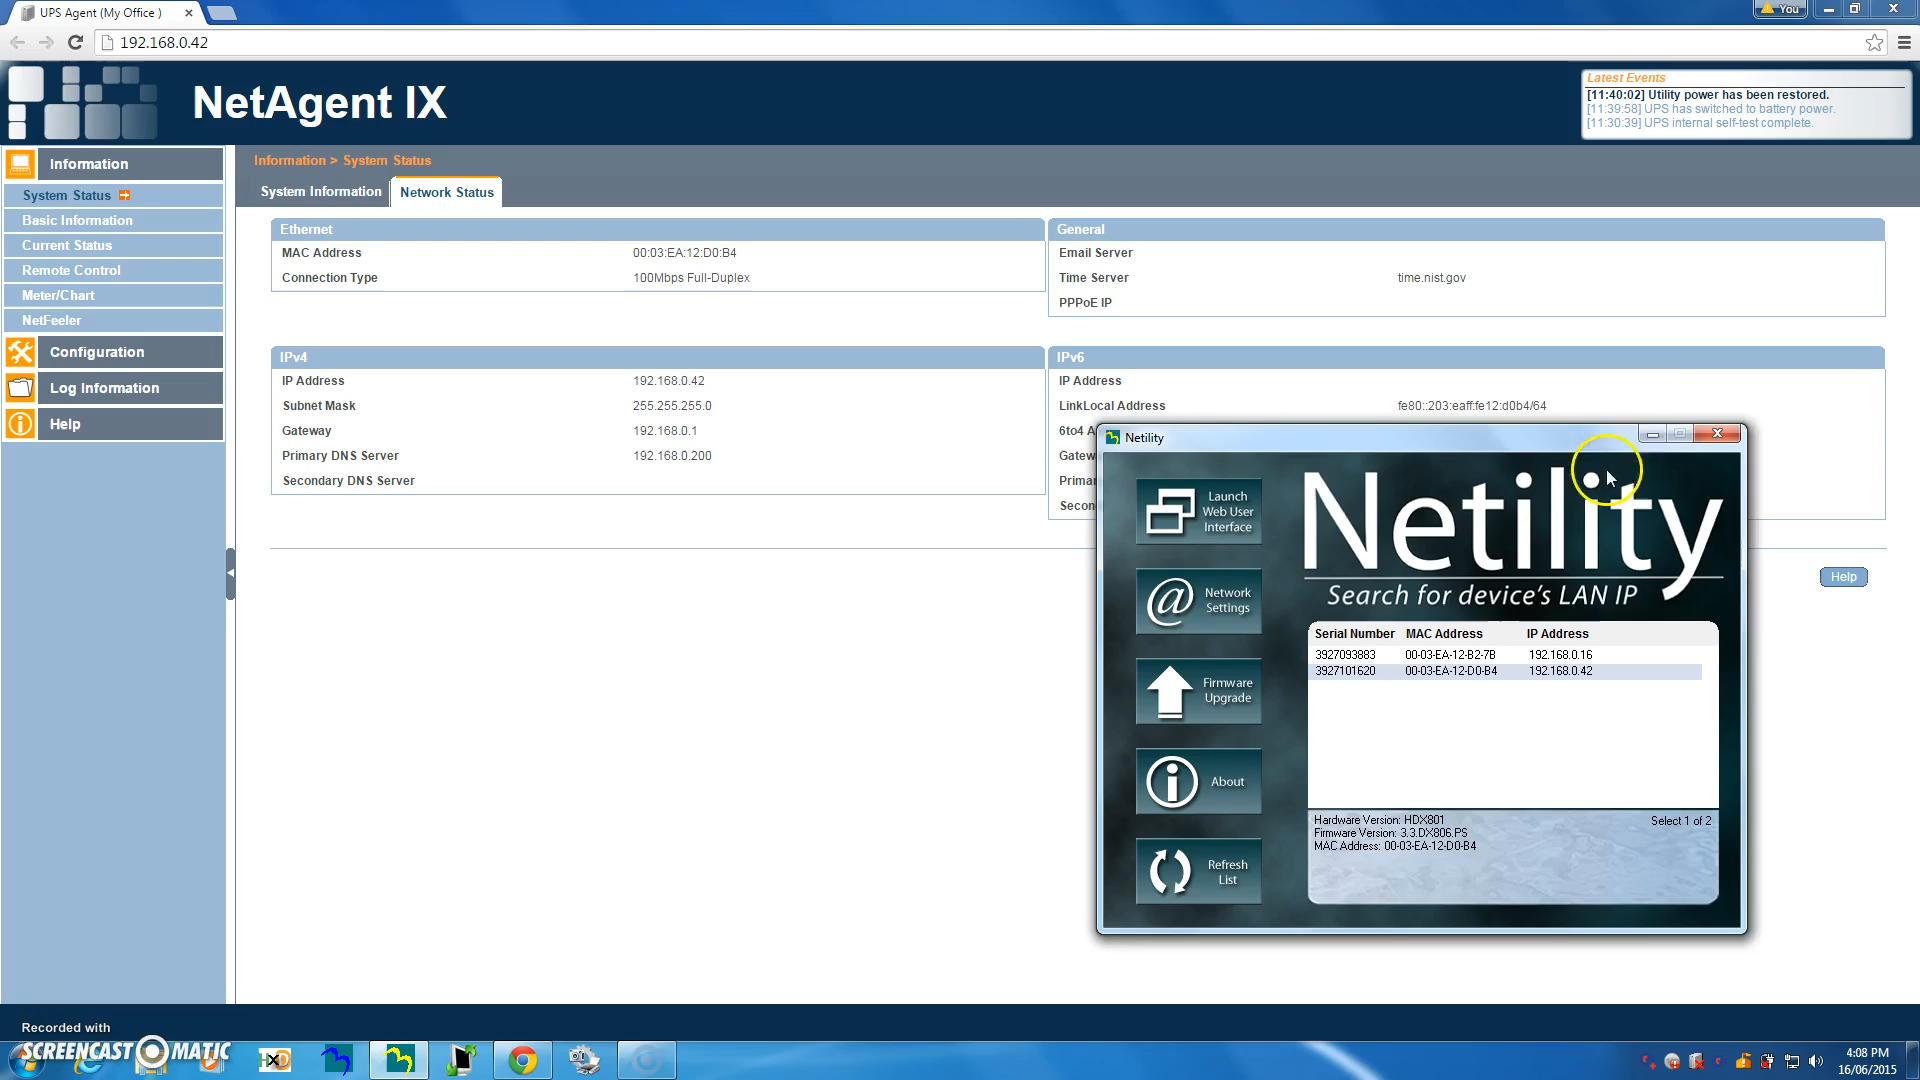 UPS Agent (My Office )
You
192.168.0.42
NetAgent IX
Latest Events
[11:40:02] Utility power has been restored.
[11:39:58] UPS has switched to battery power.
[11:30:39] UPS internal self-test complete.
Information
System Status
Basic Information
Current Status
Remote Control
Meter/Chart
NetFeeler
Configuration
Log Information
Help
Information > System Status
System Information
Network Status
Ethernet
MAC Address 00:03:EA:12:D0:B4
Connection Type 100Mbps Full-Duplex
General
Email Server
Time Server time.nist.gov
PPPoE IP
IPv4
IP Address 192.168.0.42
Subnet Mask 255.255.255.0
Gateway 192.168.0.1
Primary DNS Server 192.168.0.200
Secondary DNS Server
IPv6
IP Address
LinkLocal Address fe80::203:eaff:fe12:d0b4/64
6to4 A
Gatew
Primar
Secon
Help
Netility
Launch
Web User
Interface
Network
Settings
Firmware
Upgrade
About
Refresh
List
Netility
Search for device's LAN IP
Serial Number MAC Address IP Address
3927093883 00-03-EA-12-B2-7B 192.168.0.16
3927101620 00-03-EA-12-D0-B4 192.168.0.42
Hardware Version: HDX801
Select 1 of 2
Firmware Version: 3.3.DX806.PS
MAC Address: 00-03-EA-12-D0-B4
Recorded with
SCREENCAST MATIC
HxD
4:08 PM
16/06/2015